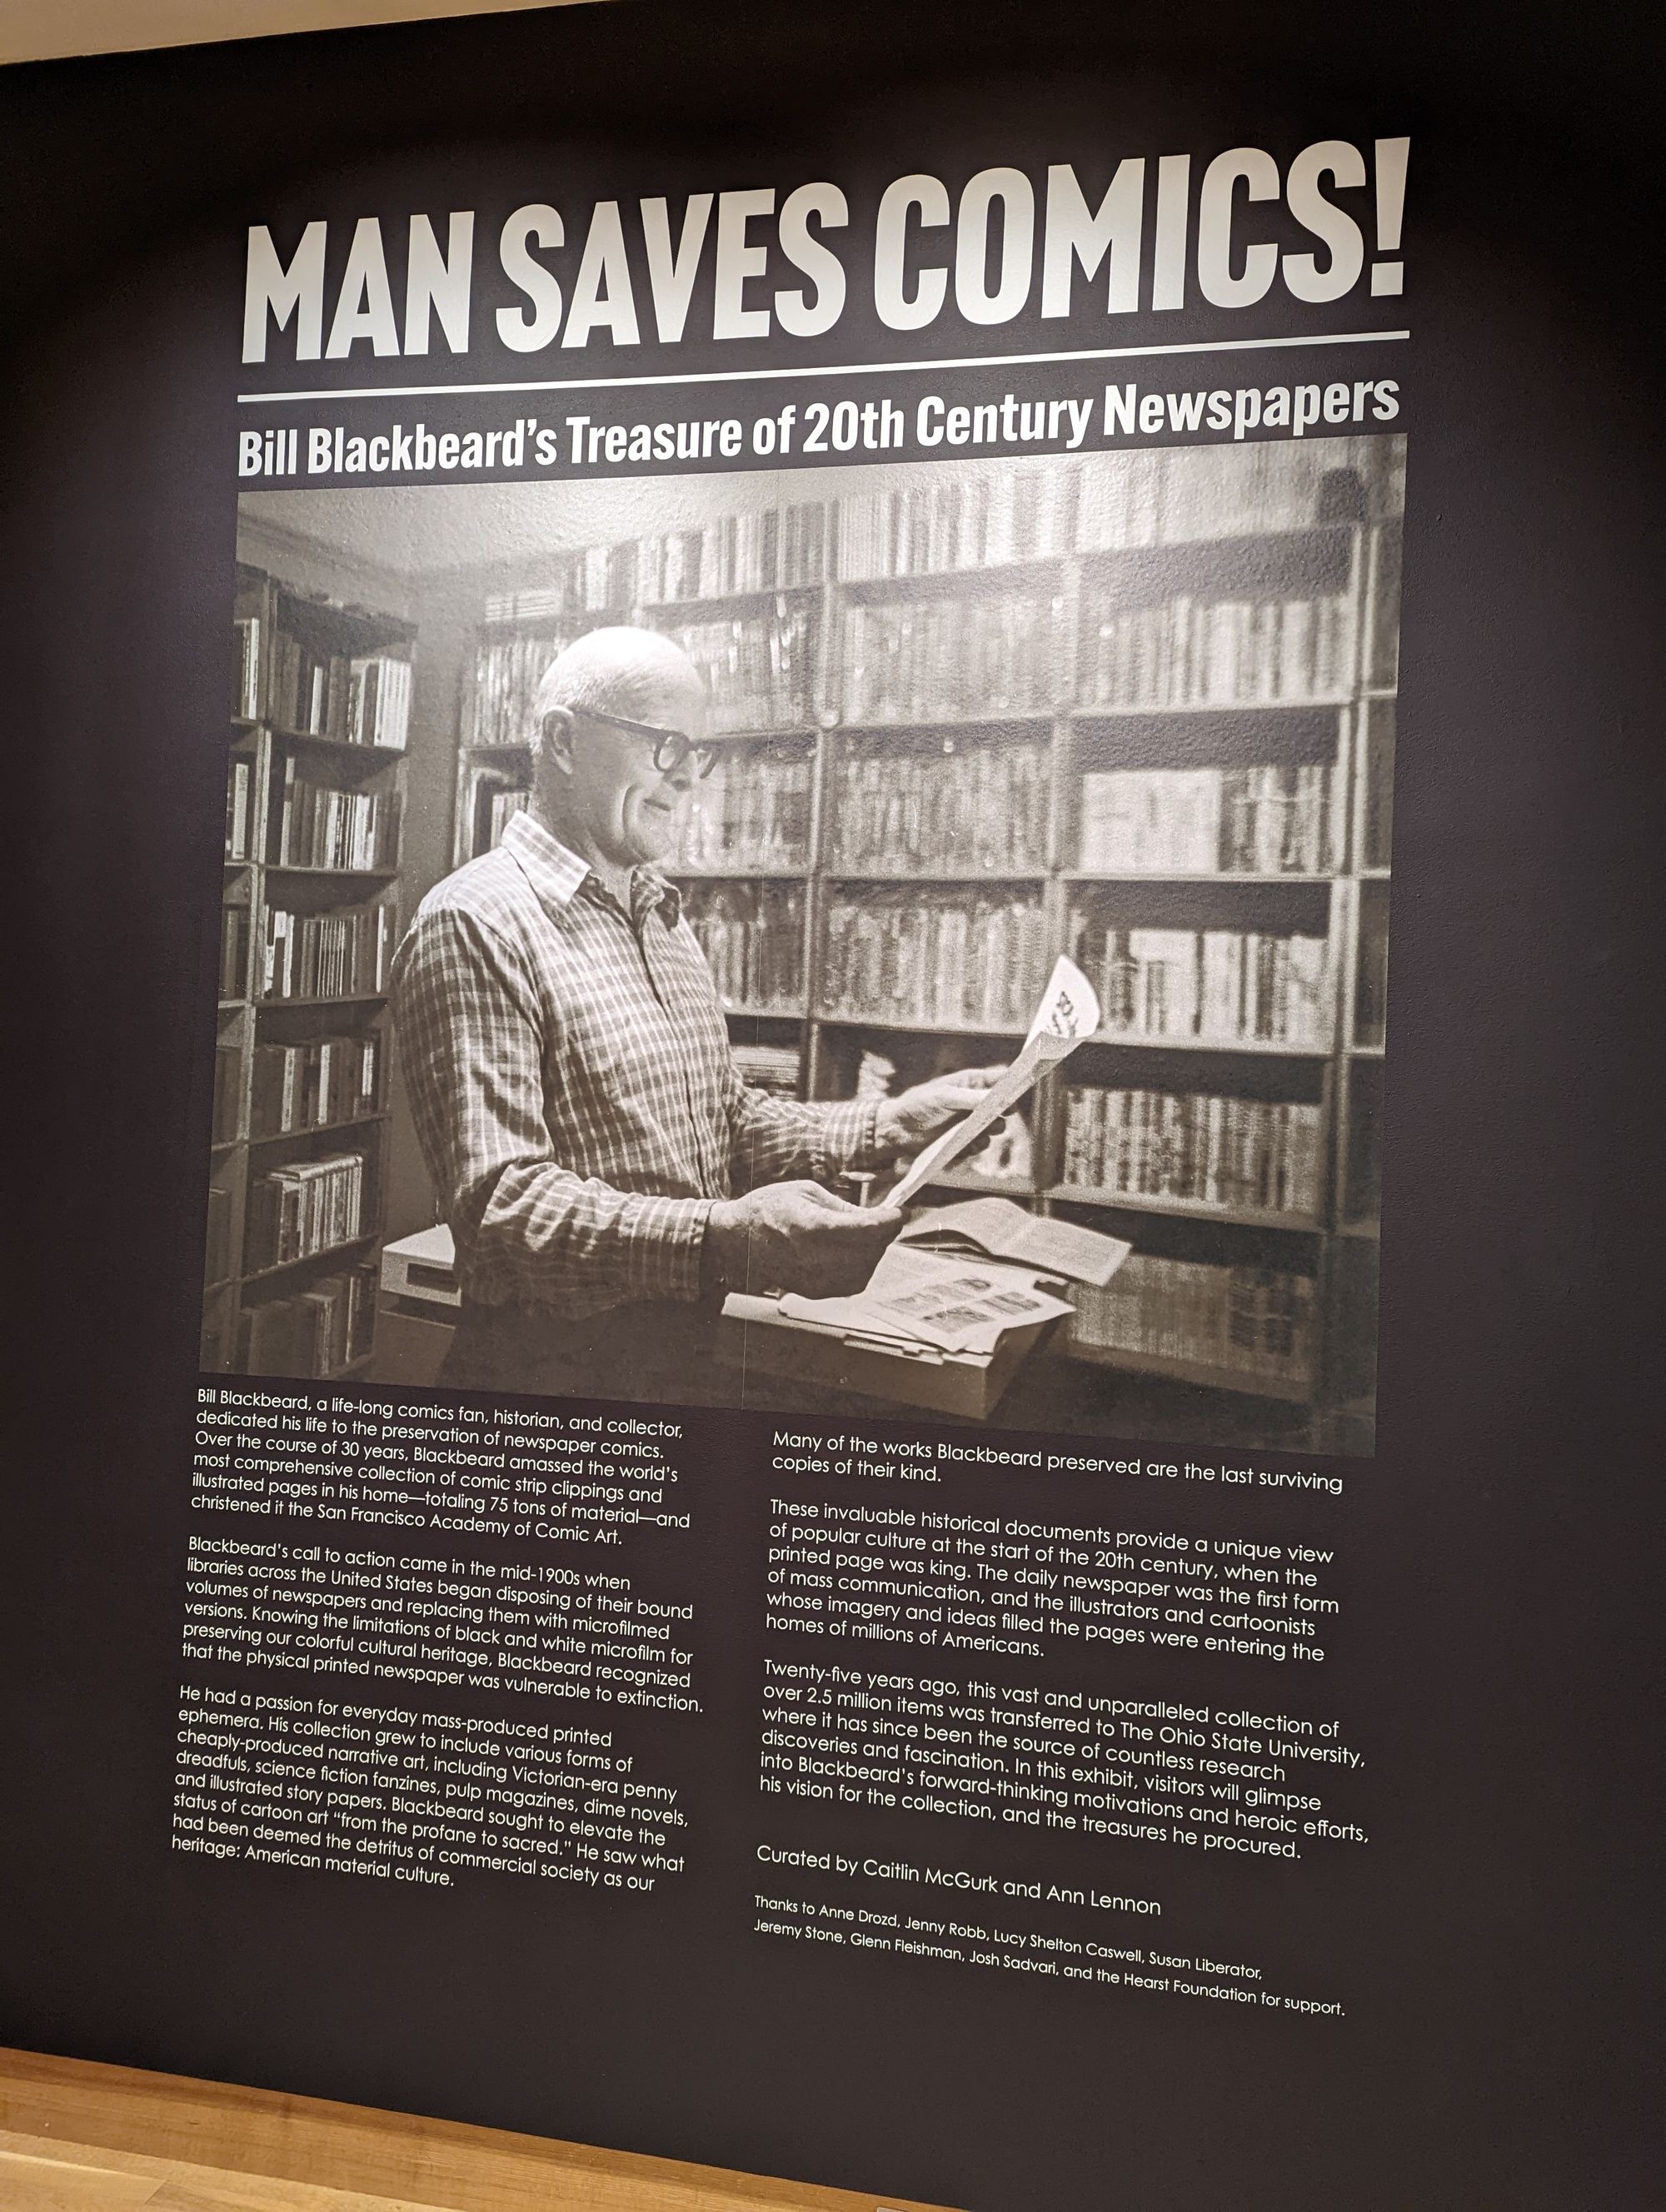 MAN SAVES COMICS!
Bill Blackbeard’s Treasure of 20th Century Newspapers
Bill Blackbeard, a life-long comics fan, historian, and collector,
dedicated his life to the preservation of newspaper comics.
Over the course of 30 years, Blackbeard amassed the world’s
most comprehensive collection of comic strip clippings and
illustrated pages in his home—totaling 75 tons of material—and
christened it the San Francisco Academy of Comic Art.
Blackbeard’s call to action came in the mid-1900s when
libraries across the United States began disposing of their bound
volumes of newspapers and replacing them with microfilmed
versions. Knowing the limitations of black and white microfilm for
preserving our colorful cultural heritage, Blackbeard recognized
that the physical printed newspaper was vulnerable to extinction.
He had a passion for everyday mass-produced printed
ephemera. His collection grew to include various forms of
cheaply-produced narrative art, including Victorian-era penny
dreadfuls, science fiction fanzines, pulp magazines, dime novels,
and illustrated story papers. Blackbeard sought to elevate the
status of cartoon art “from the profane to sacred.” He saw what
had been deemed the detritus of commercial society as our
heritage: American material culture.
Many of the works Blackbeard preserved are the last surviving
copies of their kind.
These invaluable historical documents provide a unique view
of popular culture at the start of the 20th century, when the
printed page was king. The daily newspaper was the first form
of mass communication, and the illustrators and cartoonists
whose imagery and ideas filled the pages were entering the
homes of millions of Americans.
Twenty-five years ago, this vast and unparalleled collection of
over 2.5 million items was transferred to The Ohio State University,
where it has since been the source of countless research
discoveries and fascination. In this exhibit, visitors will glimpse
into Blackbeard’s forward-thinking motivations and heroic efforts,
his vision for the collection, and the treasures he procured.
Curated by Caitlin McGurk and Ann Lennon
Thanks to Anne Drozd, Jenny Robb, Lucy Shelton Caswell, Susan Liberator,
Jeremy Stone, Glenn Fleishman, Josh Sadvari, and the Hearst Foundation for support.